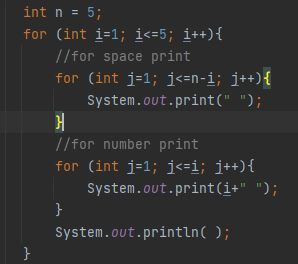 int n = 5;
for (int i=1; i<=5; i++){
    //for space print
    for (int j=1; j<=n-i; j++){
        System.out.print(" ");
    }
    //for number print
    for (int j=1; j<=i; j++){
        System.out.print(i+" ");
    }
    System.out.println( );
}